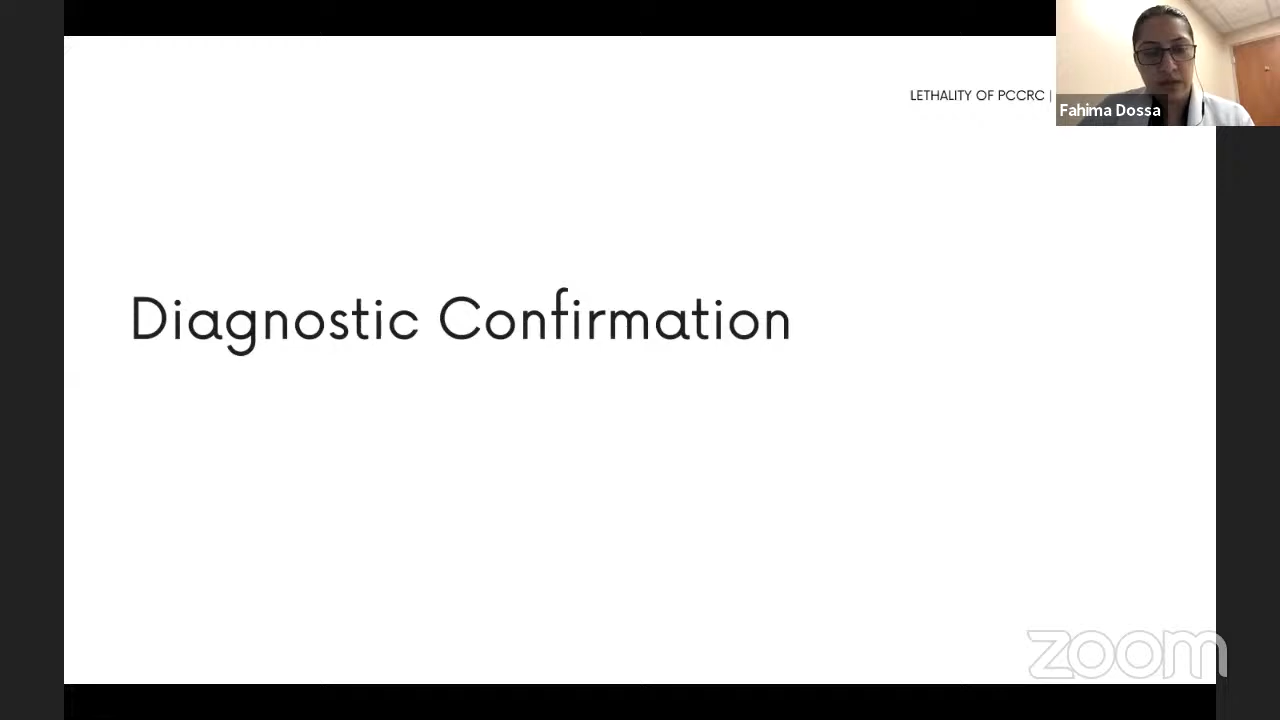 LETHALITY OF PCCRC |
Fahima Dossa
Diagnostic Confirmation
zoom